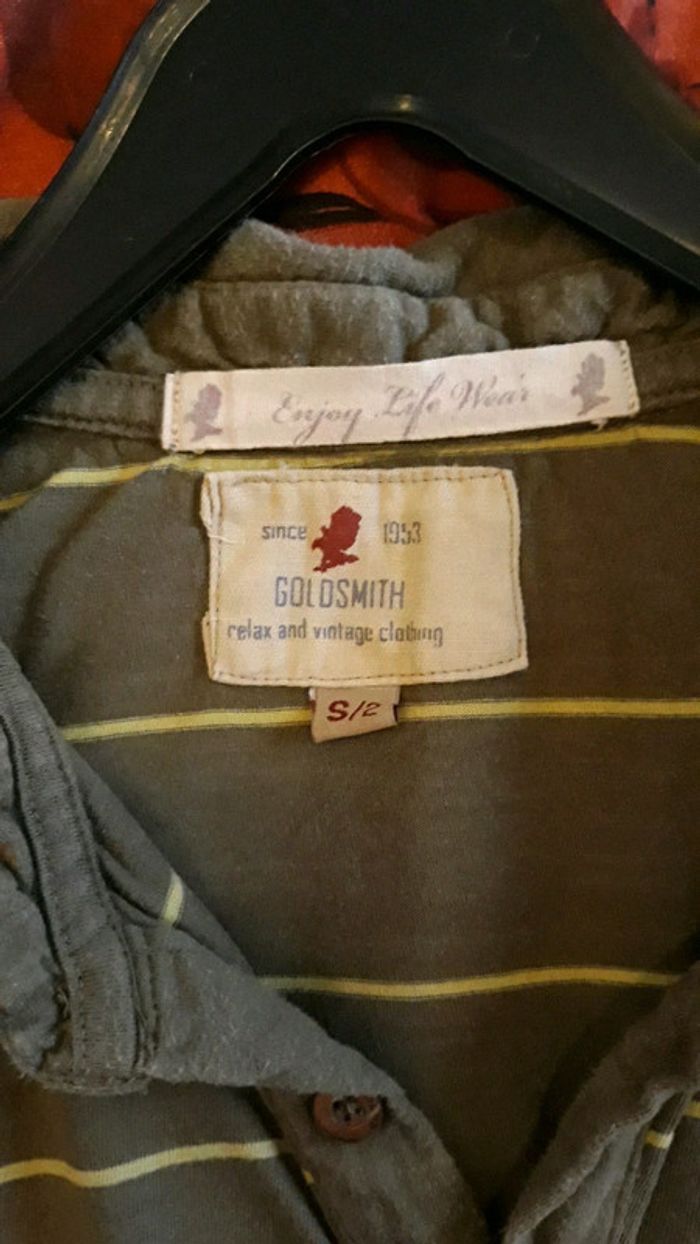 Enjoy Life Wear
since 1953
GOLDSMITH
relax and vintage clothing
S/2